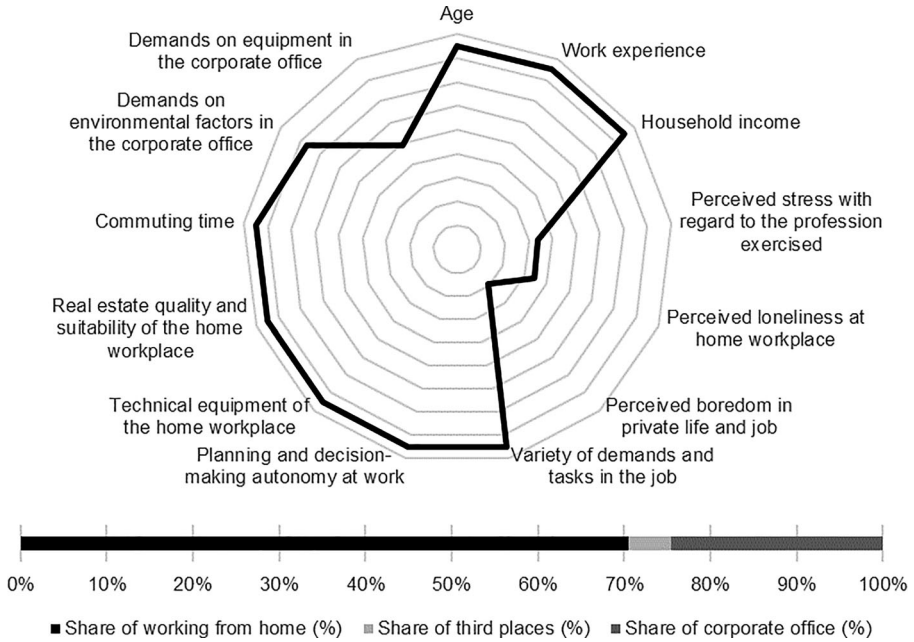 Age
Work experience
Household income
Perceived stress with
regard to the profession
exercised
Perceived loneliness at
home workplace
Perceived boredom in
private life and job
Variety of demands and
tasks in the job
Planning and decision-
making autonomy at work
Technical equipment of
the home workplace
Real estate quality and
suitability of the home
workplace
Commuting time
Demands on
environmental factors in
the corporate office
Demands on equipment in
the corporate office
0% 10% 20% 30% 40% 50% 60% 70% 80% 90% 100%
Share of working from home (%) Share of third places (%) Share of corporate office (%)